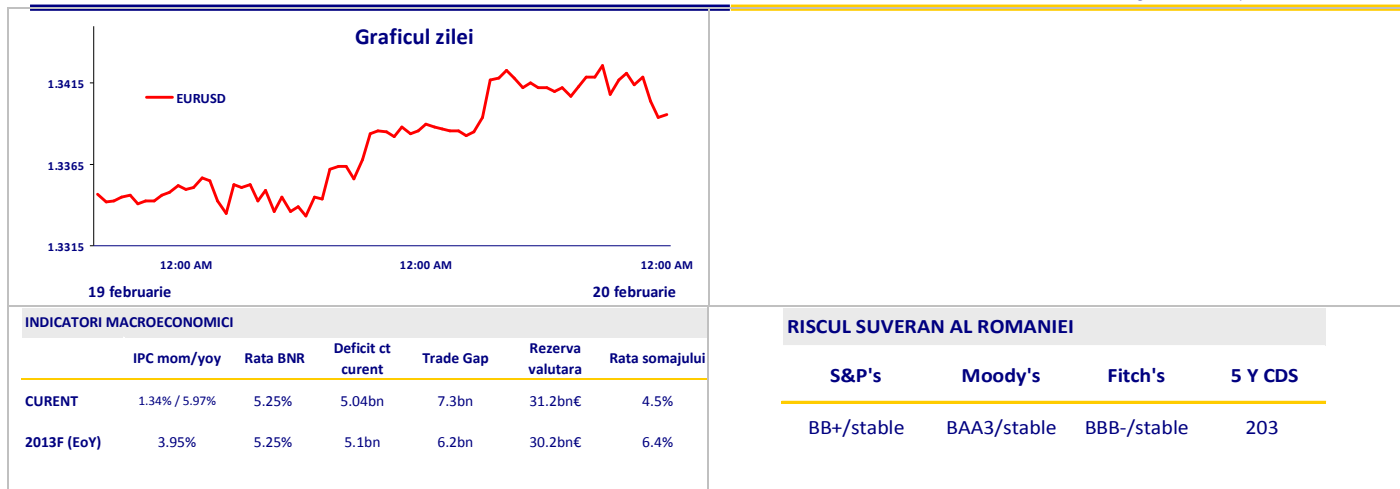 Graficul zilei
1.3415
EURUSD
1.3365
1.3315
12:00 AM 12:00 AM 12:00 AM
19 februarie 20 februarie
INDICATORI MACROECONOMICI
IPC mom/yoy Rata BNR Deficit ct curent Trade Gap Rezerva valutara Rata somajului
CURENT 1.34% / 5.97% 5.25% 5.04bn 7.3bn 31.2bn€ 4.5%
2013F (EoY) 3.95% 5.25% 5.1bn 6.2bn 30.2bn€ 6.4%
RISCUL SUVERAN AL ROMANIEI
S&P's Moody's Fitch's 5 Y CDS
BB+/stable BAA3/stable BBB-/stable 203